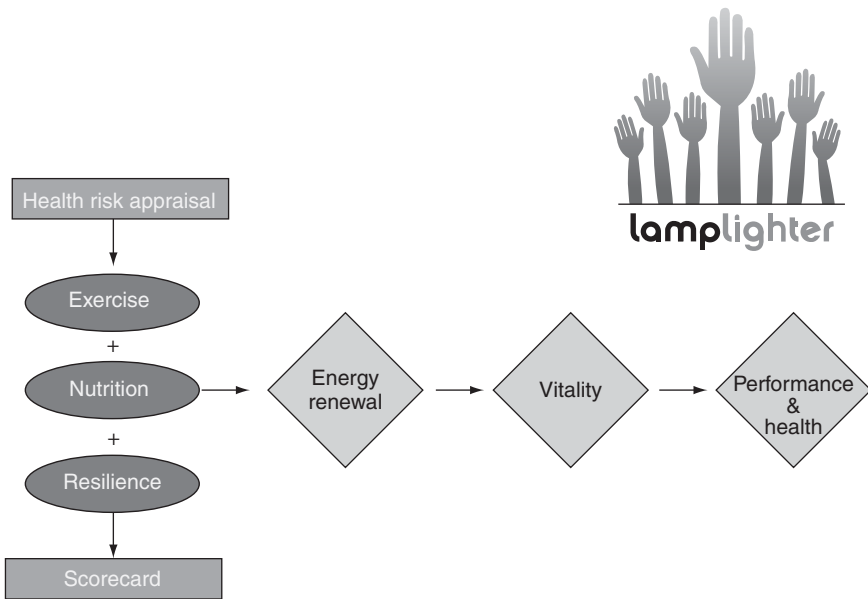 lamplighter
Health risk appraisal
Exercise
+
Nutrition
+
Resilience
Scorecard
Energy
renewal
Vitality
Performance
&
health